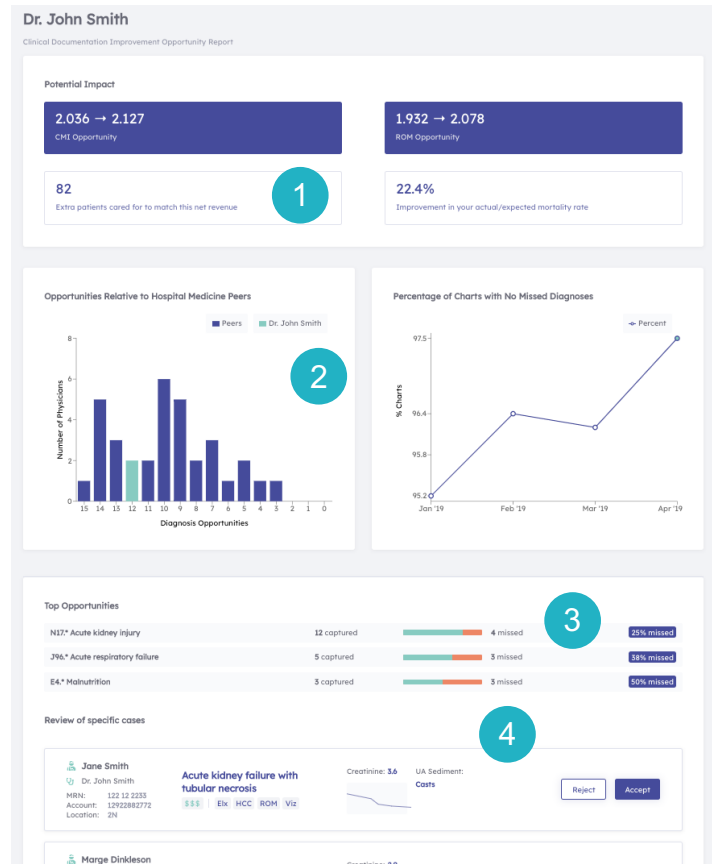 Dr. John Smith
Clinical Documentation Improvement Opportunity Report
Potential Impact
2.036 → 2.127
CMI Opportunity
1.932 → 2.078
ROM Opportunity
82
Extra patients cared for to match this net revenue
1
22.4%
Improvement in your actual/expected mortality rate
Opportunities Relative to Hospital Medicine Peers
Peers Dr. John Smith
2
Number of Physicians
8
6
4
2
0
15 14 13 12 11 10 9 8 7 6 5 4 3 2 1 0
Diagnosis Opportunities
Percentage of Charts with No Missed Diagnoses
Percent
% Charts
97.5
96.4
95.8
95.2
Jan '19 Feb '19 Mar '19 Apr '19
Top Opportunities
3
N17.* Acute kidney injury 12 captured 4 missed 25% missed
J96.* Acute respiratory failure 5 captured 3 missed 38% missed
E4.* Malnutrition 3 captured 3 missed 50% missed
Review of specific cases
4
Jane Smith
Dr. John Smith
MRN: 122 12 2233
Account: 12922882772
Location: 2N
Acute kidney failure with
tubular necrosis
$$$ Elx HCC ROM Viz
Creatinine: 3.6
UA Sediment:
Casts
Reject
Accept
Marge Dinkleson